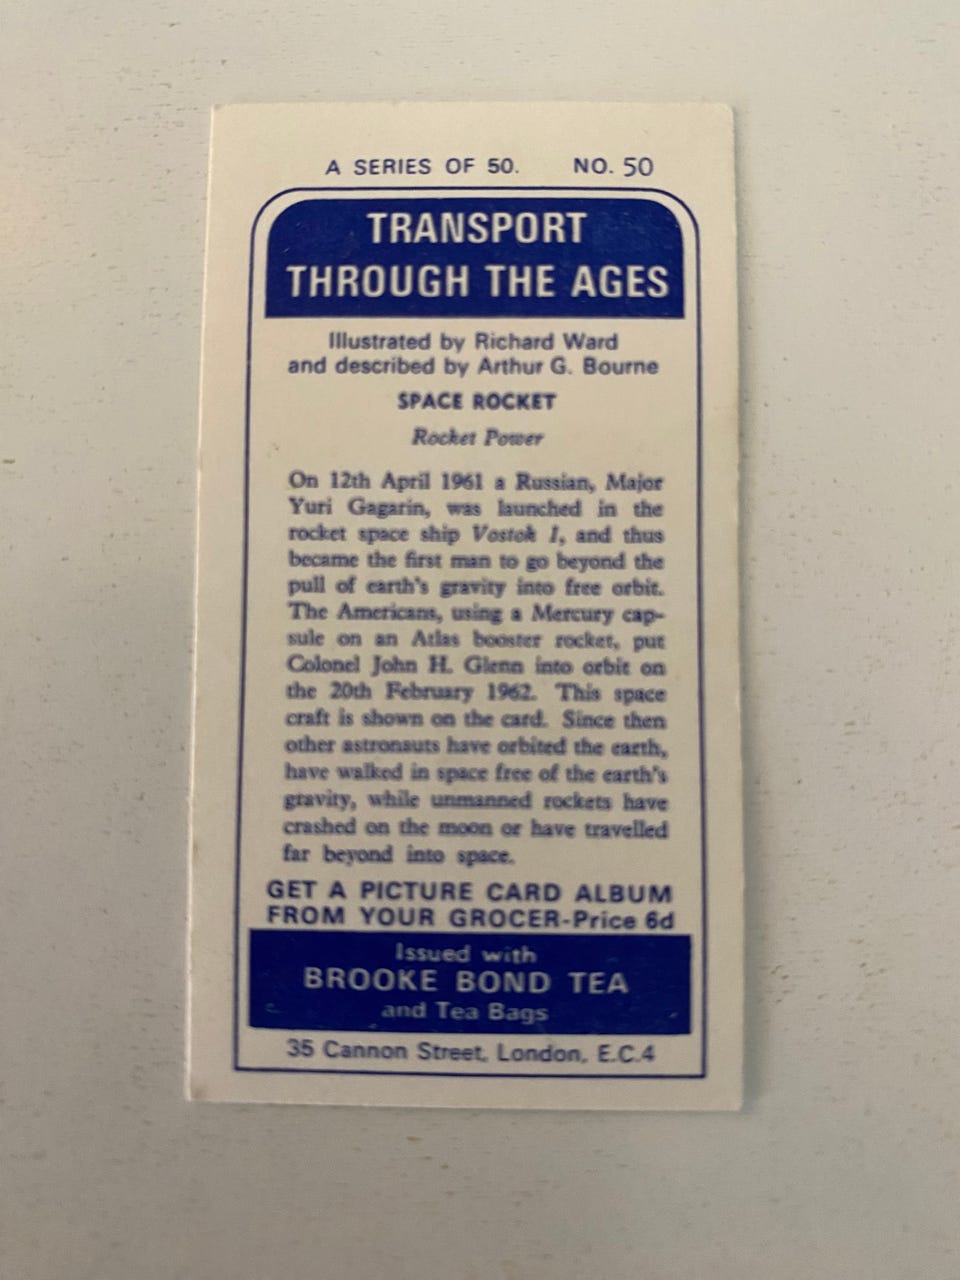 A SERIES OF 50. NO. 50
TRANSPORT
THROUGH THE AGES
Illustrated by Richard Ward
and described by Arthur G. Bourne
SPACE ROCKET
Rocket Power
On 12th April 1961 a Russian, Major
Yuri Gagarin, was launched in the
rocket space ship Vostok I, and thus
became the first man to go beyond the
pull of earth's gravity into free orbit.
The Americans, using a Mercury cap-
sule on an Atlas booster rocket, put
Colonel John H. Glenn into orbit on
the 20th February 1962. This space
craft is shown on the card. Since then
other astronauts have orbited the earth,
have walked in space free of the earth's
gravity, while unmanned rockets have
crashed on the moon or have travelled
far beyond into space.
GET A PICTURE CARD ALBUM
FROM YOUR GROCER-Price 6d
Issued with
BROOKE BOND TEA
and Tea Bags
35 Cannon Street, London, E.C.4